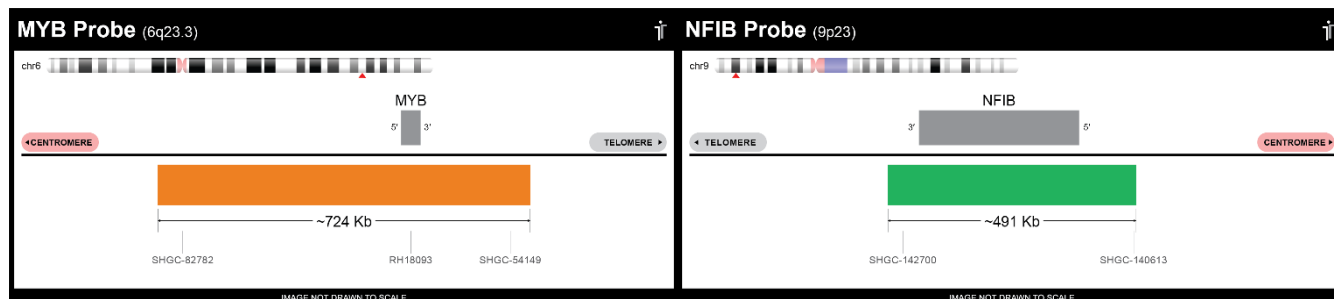 MYB Probe (6q23.3)
chr6
MYB
5' 3'
◂CENTROMERE
TELOMERE ▸
~724 Kb
SHGC-82782
RH18093
SHGC-54149
IMAGE NOT DRAWN TO SCALE
NFIB Probe (9p23)
chr9
NFIB
3' 5'
◂ TELOMERE
CENTROMERE▸
~491 Kb
SHGC-142700
SHGC-140613
IMAGE NOT DRAWN TO SCALE